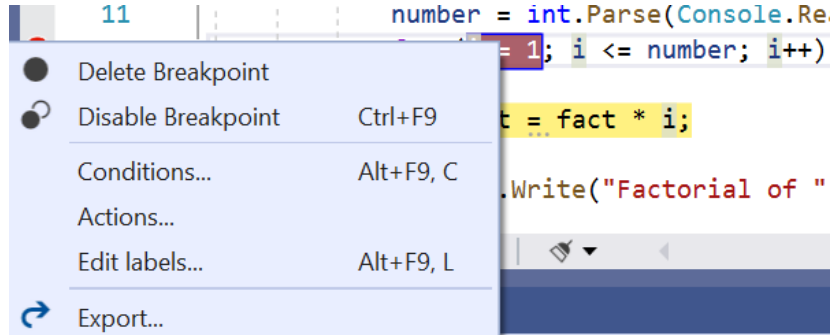 11 number = int.Parse(Console.Rea
= 1; i <= number; i++)
Delete Breakpoint
Disable Breakpoint Ctrl+F9
t = fact * i;
Conditions... Alt+F9, C
.Write("Factorial of "
Actions...
Edit labels... Alt+F9, L
Export...